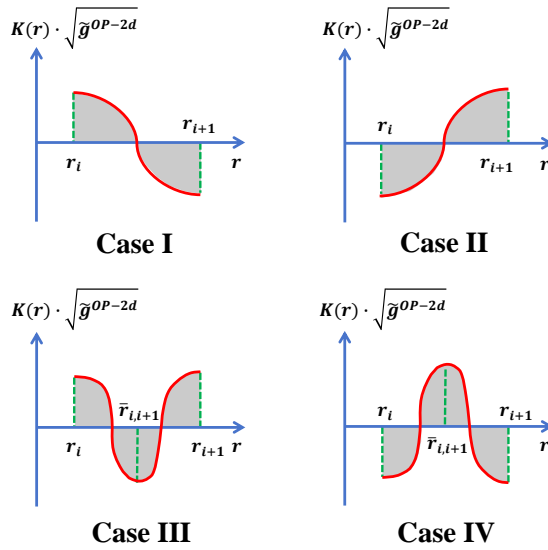 K(r) · √g̃^{OP−2d}
K(r) · √g̃^{OP−2d}
r_{i+1}
r_i
r_i
r
r_{i+1}
r
Case I
Case II
K(r) · √g̃^{OP−2d}
K(r) · √g̃^{OP−2d}
r̄_{i,i+1}
r_i
r_{i+1}
r_i
r_{i+1}
r
r̄_{i,i+1}
r
Case III
Case IV